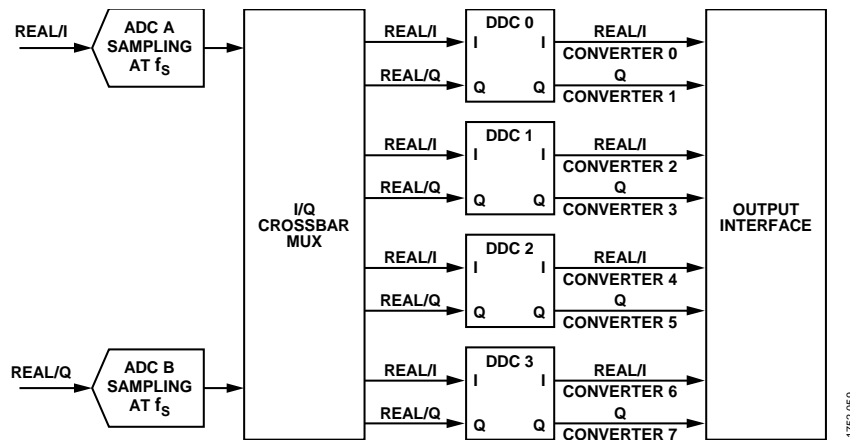 REAL/I
ADC A
SAMPLING
AT fS
REAL/I
REAL/Q
DDC 0
I
I
Q
Q
REAL/I
CONVERTER 0
Q
CONVERTER 1
REAL/I
REAL/Q
DDC 1
I
I
Q
Q
REAL/I
CONVERTER 2
Q
CONVERTER 3
I/Q
CROSSBAR
MUX
OUTPUT
INTERFACE
REAL/I
REAL/Q
DDC 2
I
I
Q
Q
REAL/I
CONVERTER 4
Q
CONVERTER 5
REAL/Q
ADC B
SAMPLING
AT fS
REAL/I
REAL/Q
DDC 3
I
I
Q
Q
REAL/I
CONVERTER 6
Q
CONVERTER 7